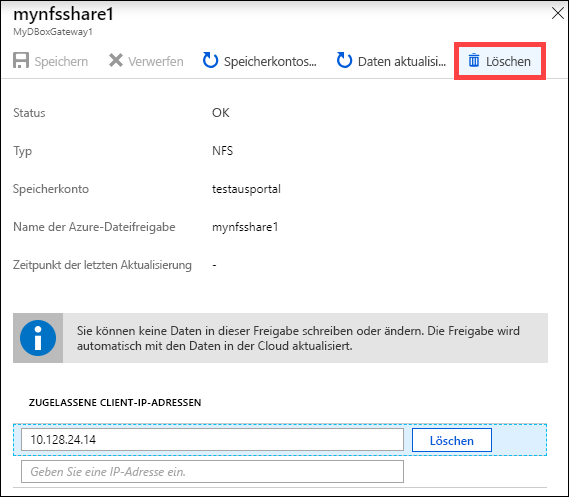 mynfsshare1
MyDBoxGateway1
Speichern Verwerfen Speicherkontos... Daten aktualisi... Löschen
Status OK
Typ NFS
Speicherkonto testausportal
Name der Azure-Dateifreigabe mynfsshare1
Zeitpunkt der letzten Aktualisierung -
Sie können keine Daten in dieser Freigabe schreiben oder ändern. Die Freigabe wird
automatisch mit den Daten in der Cloud aktualisiert.
ZUGELASSENE CLIENT-IP-ADRESSEN
10.128.24.14 Löschen
Geben Sie eine IP-Adresse ein.